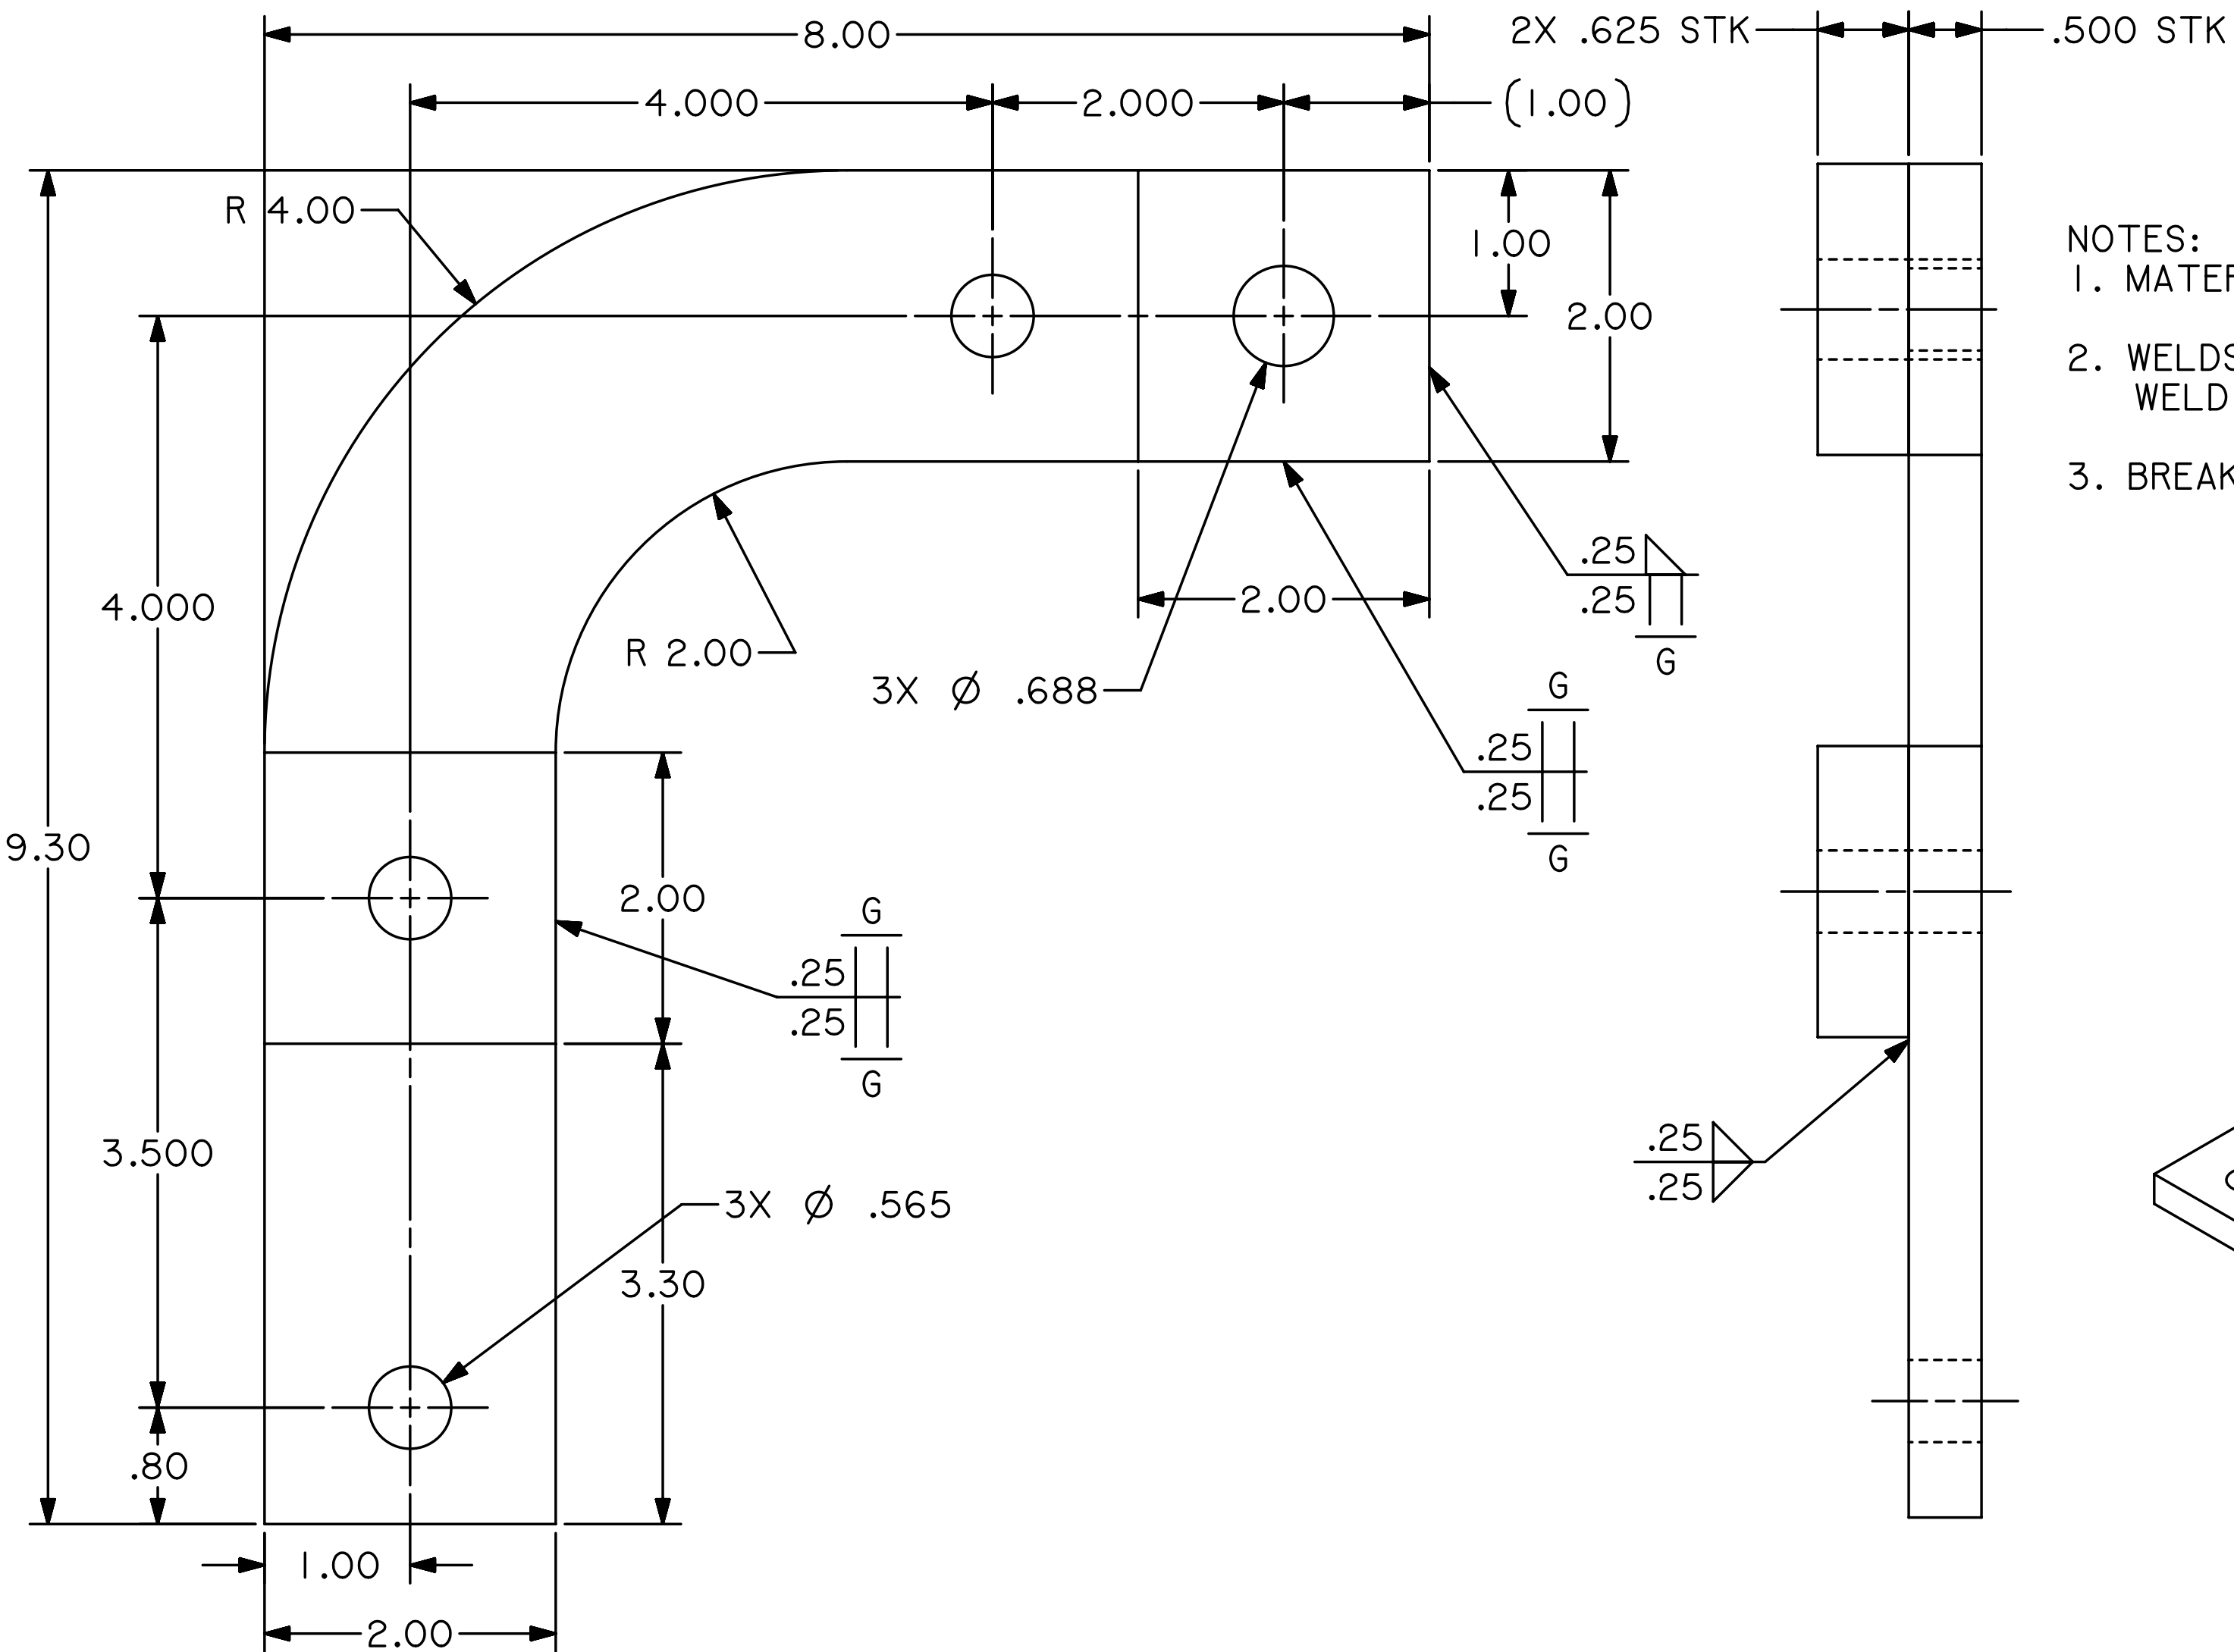 8.00
2X .625 STK
.500 STK
4.000
2.000
(1.00)
R 4.00
1.00
2.00
NOTES:
1. MATER
2. WELDS
WELD
3. BREAK
4.000
R 2.00
2.00
3X Ø .688
.25
.25
G
G
.25
.25
G
9.30
2.00
G
.25
.25
G
3.500
3X Ø .565
3.30
.25
.25
.80
1.00
2.00